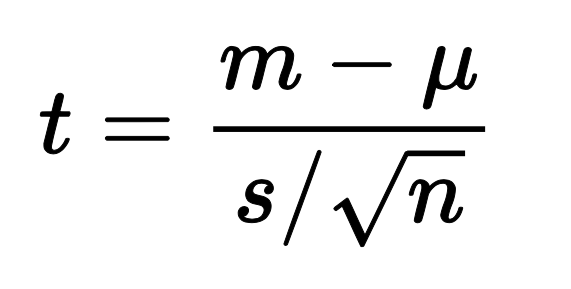 t = (m − μ) / (s/√n)